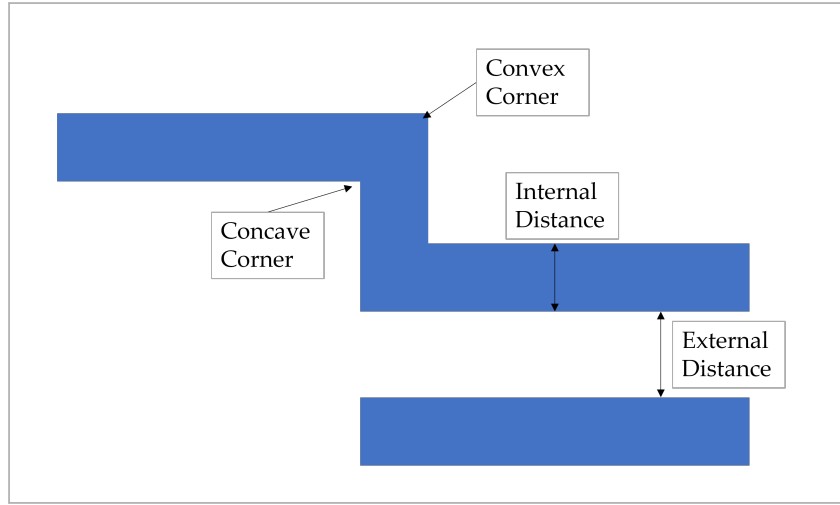 Convex
Corner
Internal
Distance
Concave
Corner
External
Distance